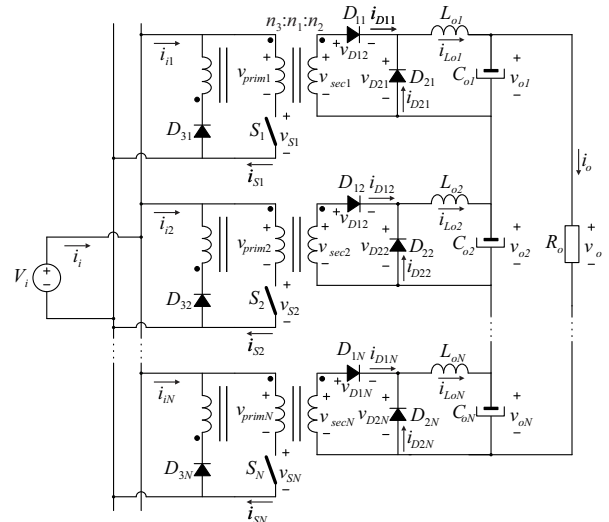 n3:n1:n2
D11
iD11
Lo1
ii1
vprim1
vsec1
vD12
vD21
D21
iLo1
Co1
vo1
iD21
D31
S1
vS1
iS1
io
D12
iD12
Lo2
ii2
vprim2
vsec2
vD12
vD22
D22
iLo2
Co2
vo2
iD22
Ro
vo
ii
Vi
D32
S2
vS2
iS2
D1N
iD1N
LoN
iiN
vprimN
vsecN
vD1N
vD2N
D2N
iLoN
CoN
voN
iD2N
D3N
SN
vSN
iSN